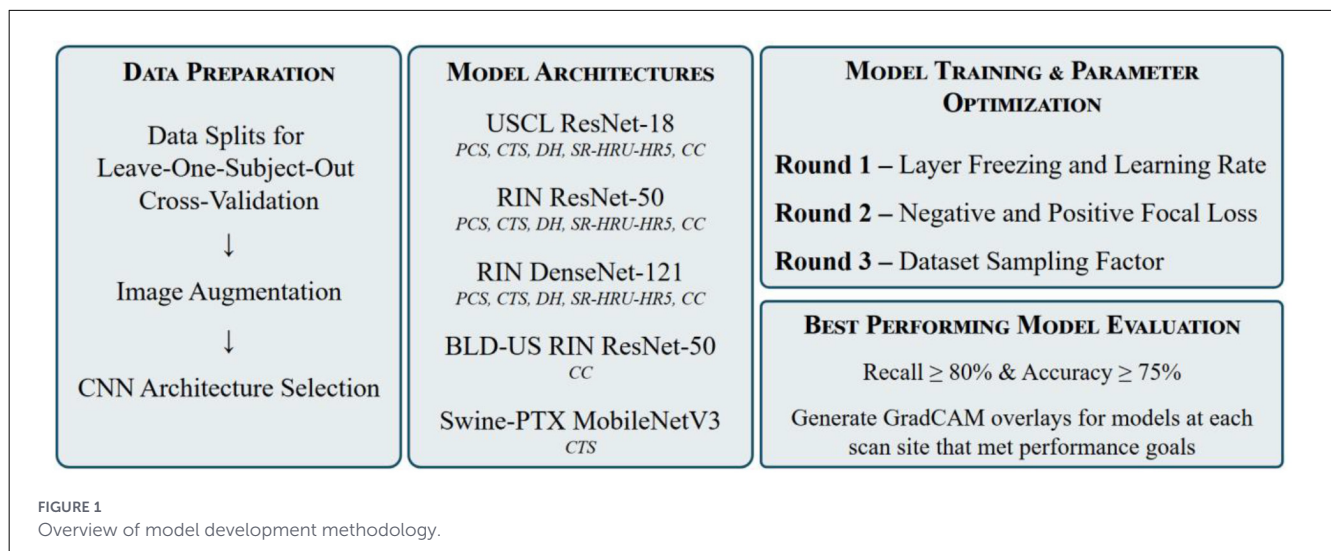 DATA PREPARATION
Data Splits for
Leave-One-Subject-Out
Cross-Validation
↓
Image Augmentation
↓
CNN Architecture Selection
MODEL ARCHITECTURES
USCL ResNet-18
PCS, CTS, DH, SR-HRU-HR5, CC
RIN ResNet-50
PCS, CTS, DH, SR-HRU-HR5, CC
RIN DenseNet-121
PCS, CTS, DH, SR-HRU-HR5, CC
BLD-US RIN ResNet-50
CC
Swine-PTX MobileNetV3
CTS
MODEL TRAINING & PARAMETER
OPTIMIZATION
Round 1 – Layer Freezing and Learning Rate
Round 2 – Negative and Positive Focal Loss
Round 3 – Dataset Sampling Factor
BEST PERFORMING MODEL EVALUATION
Recall ≥ 80% & Accuracy ≥ 75%
Generate GradCAM overlays for models at each
scan site that met performance goals
FIGURE 1
Overview of model development methodology.